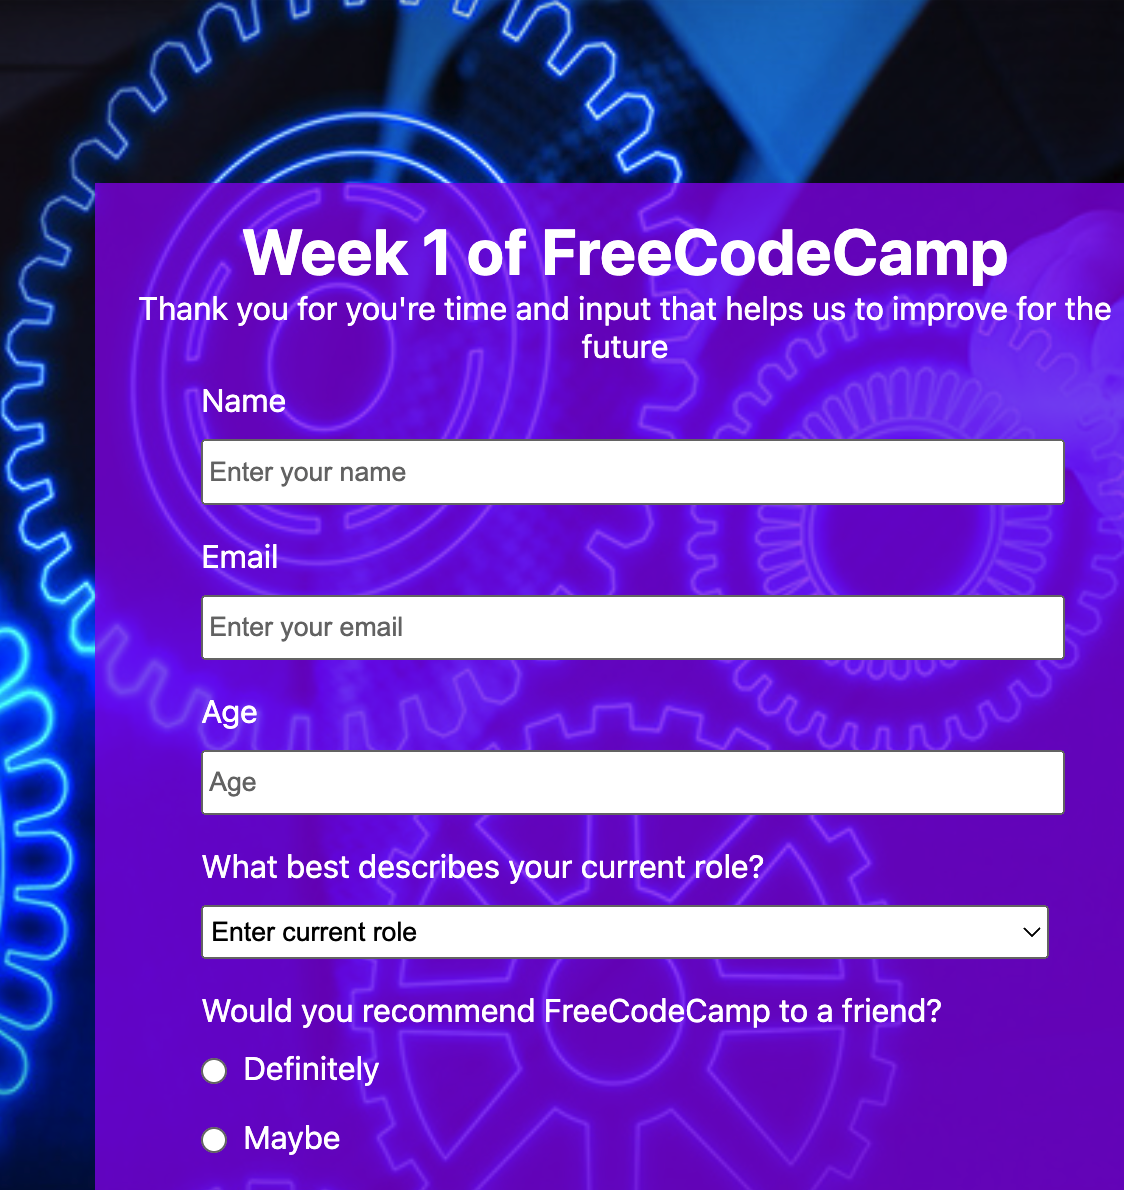 Week 1 of FreeCodeCamp
Thank you for you're time and input that helps us to improve for the
future
Name
Enter your name
Email
Enter your email
Age
Age
What best describes your current role?
Enter current role
Would you recommend FreeCodeCamp to a friend?
Definitely
Maybe